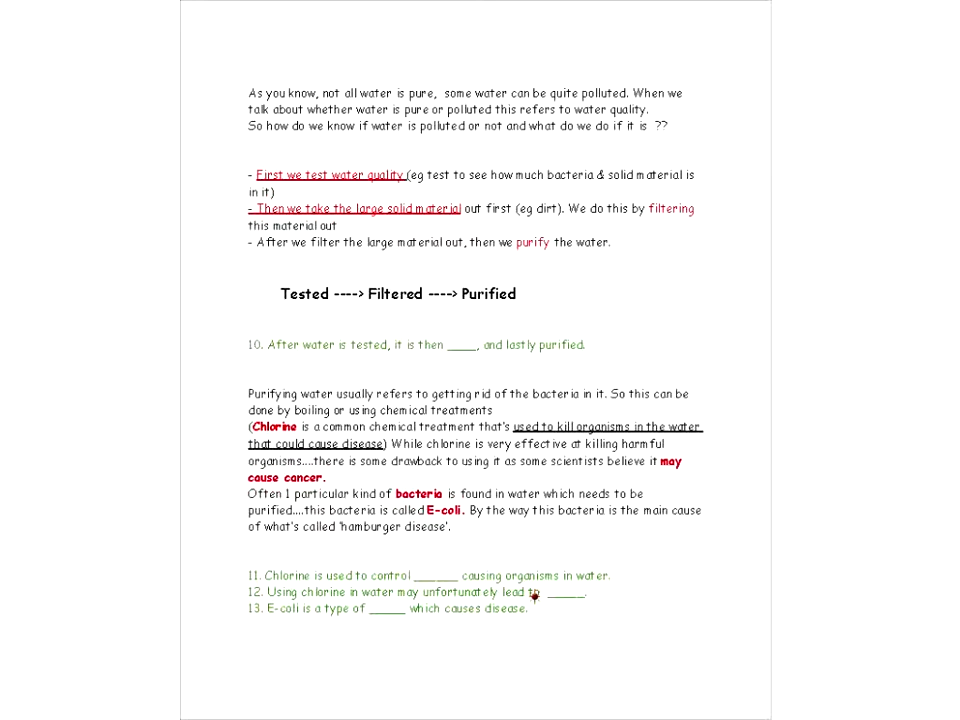 As you know, not all water is pure, some water can be quite polluted. When we
talk about whether water is pure or polluted this refers to water quality.
So how do we know if water is polluted or not and what do we do if it is ??
- First we test water quality (eg test to see how much bacteria & solid material is
in it)
- Then we take the large solid material out first (eg dirt). We do this by filtering
this material out
- After we filter the large material out, then we purify the water.
Tested ----> Filtered ----> Purified
10. After water is tested, it is then ____, and lastly purified.
Purifying water usually refers to getting rid of the bacteria in it. So this can be
done by boiling or using chemical treatments
(Chlorine is a common chemical treatment that's used to kill organisms in the water
that could cause disease) While chlorine is very effective at killing harmful
organisms....there is some drawback to using it as some scientists believe it may
cause cancer.
Often 1 particular kind of bacteria is found in water which needs to be
purified....this bacteria is called E-coli. By the way this bacteria is the main cause
of what's called 'hamburger disease'.
11. Chlorine is used to control ______ causing organisms in water.
12. Using chlorine in water may unfortunately lead to _____.
13. E-coli is a type of _____ which causes disease.